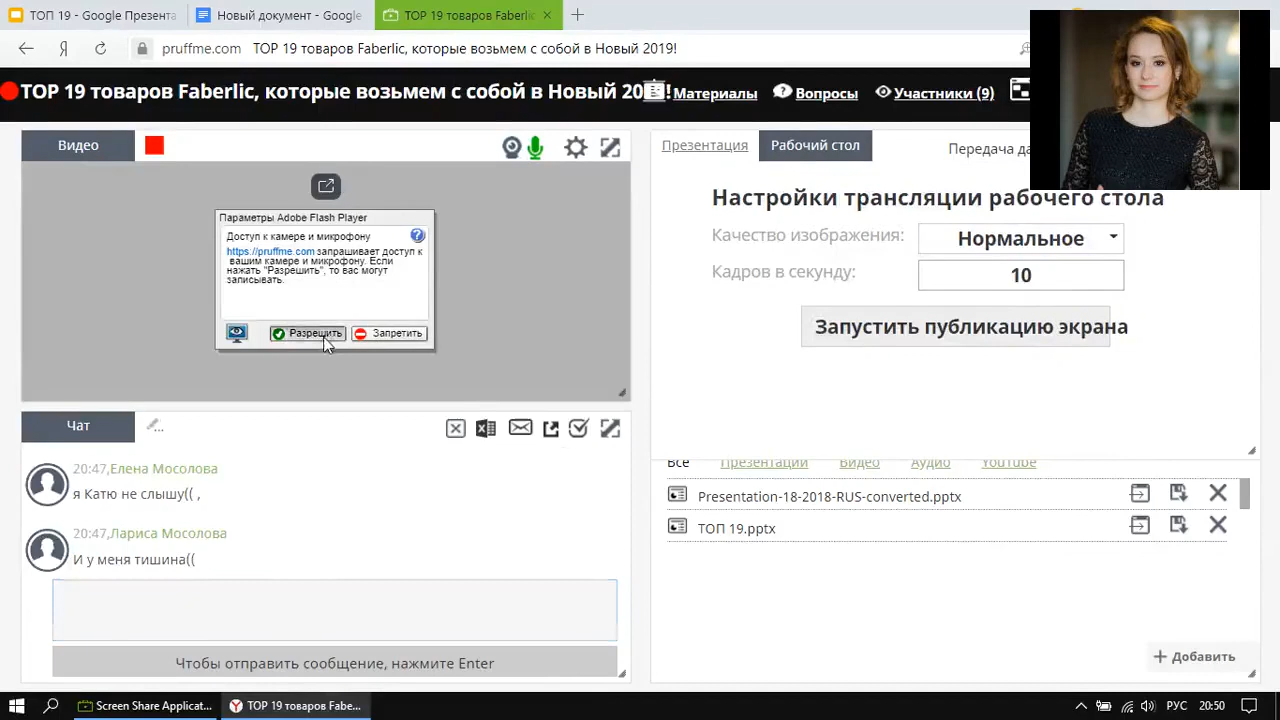 ТОП 19 - Google Презента
Новый документ - Google
TOP 19 товаров Faberlic
pruffme.com TOP 19 товаров Faberlic, которые возьмем с собой в Новый 2019!
TOP 19 товаров Faberlic, которые возьмем с собой в Новый 20
!
Материалы
Вопросы
Участники (9)
Видео
Презентация
Рабочий стол
Передача да
Параметры Adobe Flash Player
Доступ к камере и микрофону
https://pruffme.com запрашивает доступ к
вашим камере и микрофону. Если
нажать "Разрешить", то вас могут
записывать.
Разрешить
Запретить
Настройки трансляции рабочего стола
Качество изображения:
Нормальное
Кадров в секунду:
10
Запустить публикацию экрана
Чат
20:47,Елена Мосолова
я Катю не слышу(( ,
20:47,Лариса Мосолова
И у меня тишина((
Чтобы отправить сообщение, нажмите Enter
Все
Презентации
Видео
Аудио
YouTube
Presentation-18-2018-RUS-converted.pptx
ТОП 19.pptx
+ Добавить
Screen Share Applicat...
TOP 19 товаров Fabe...
РУС
20:50